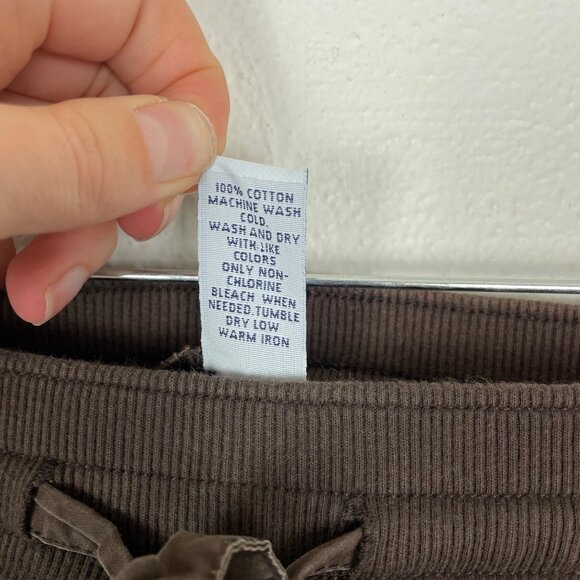 100% COTTON
MACHINE WASH
COLD.
WASH AND DRY
WITH LIKE
COLORS
ONLY NON-
CHLORINE
BLEACH WHEN
NEEDED.TUMBLE
DRY LOW
WARM IRON